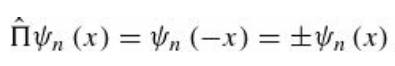 Π̂ψₙ (x) = ψₙ (−x) = ±ψₙ (x)